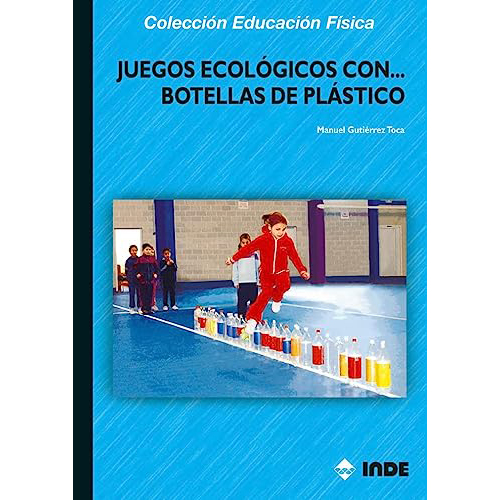 Colección Educación Física
JUEGOS ECOLÓGICOS CON...
BOTELLAS DE PLÁSTICO
Manuel Gutiérrez Toca
INDE